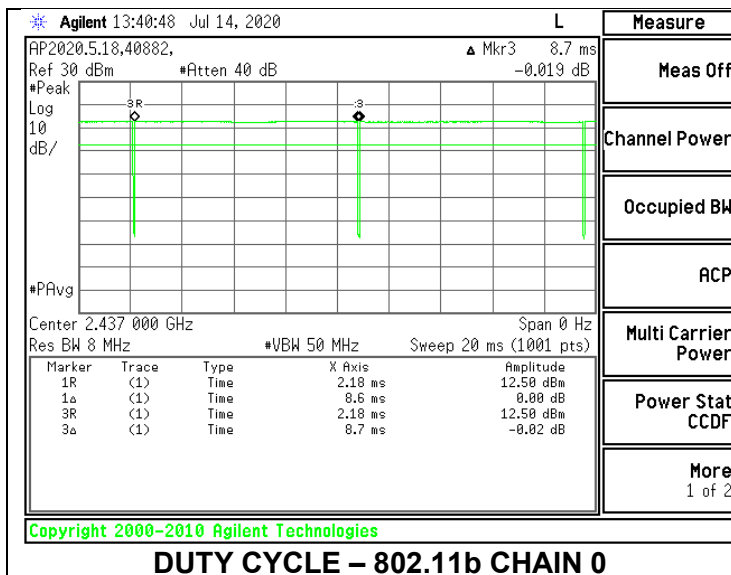 Agilent 13:40:48 Jul 14, 2020 L Measure
AP2020.5.18,40882, ▵ Mkr3 8.7 ms
Ref 30 dBm #Atten 40 dB -0.019 dB
Meas Off
#Peak
Log
10
dB/
3R 3
Channel Power
Occupied BW
ACP
#PAvg
Center 2.437 000 GHz Span 0 Hz
Res BW 8 MHz #VBW 50 MHz Sweep 20 ms (1001 pts)
Multi Carrier
Power
Marker Trace Type X Axis Amplitude
1R (1) Time 2.18 ms 12.50 dBm
1▵ (1) Time 8.6 ms 0.00 dB
3R (1) Time 2.18 ms 12.50 dBm
3▵ (1) Time 8.7 ms -0.02 dB
Power Stat
CCDF
More
1 of 2
Copyright 2000-2010 Agilent Technologies
DUTY CYCLE – 802.11b CHAIN 0